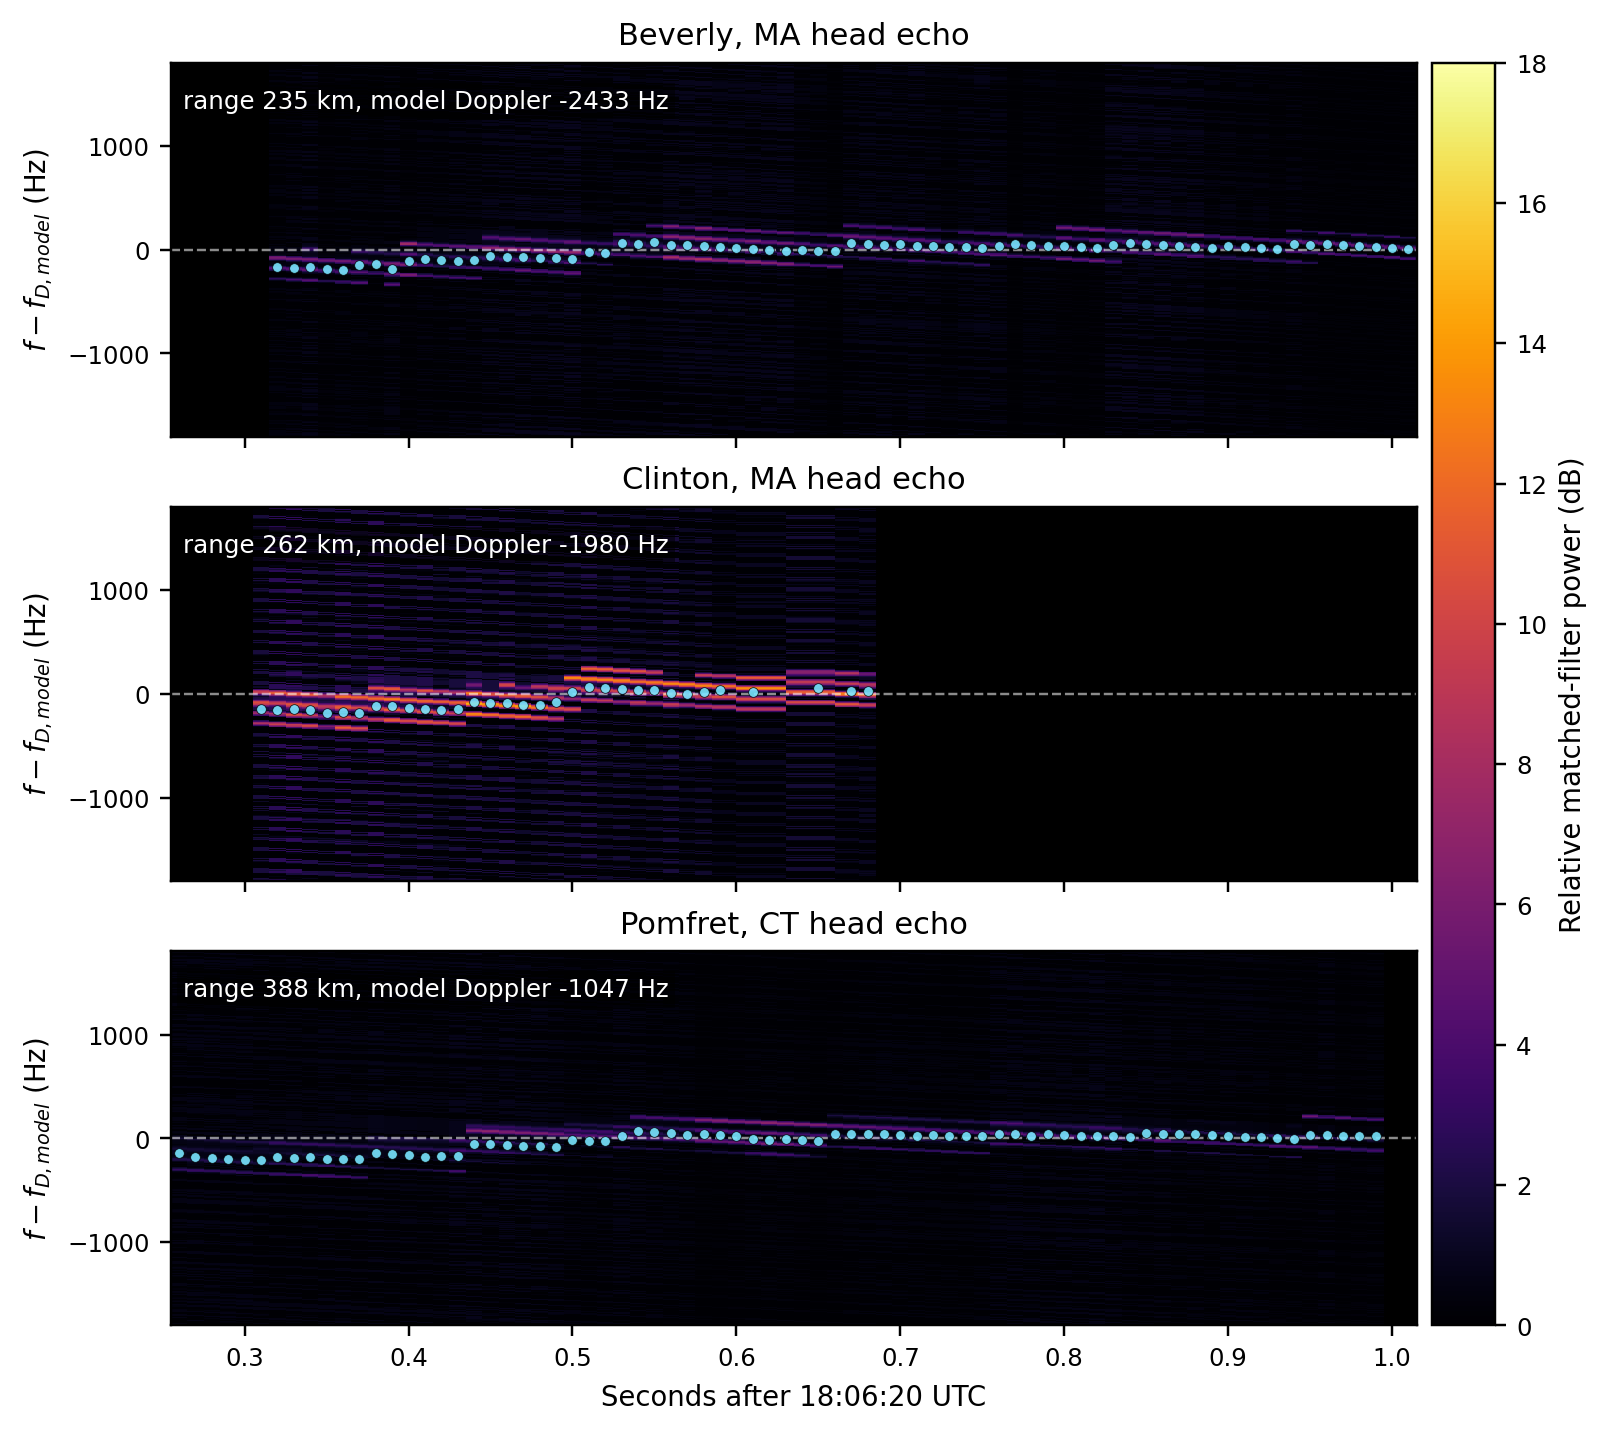 Beverly, MA head echo
range 235 km, model Doppler -2433 Hz
1000
0
−1000
f − f_{D, model} (Hz)
Clinton, MA head echo
range 262 km, model Doppler -1980 Hz
1000
0
−1000
f − f_{D, model} (Hz)
Pomfret, CT head echo
range 388 km, model Doppler -1047 Hz
1000
0
−1000
f − f_{D, model} (Hz)
0.3 0.4 0.5 0.6 0.7 0.8 0.9 1.0
Seconds after 18:06:20 UTC
18
16
14
12
10
8
6
4
2
0
Relative matched-filter power (dB)